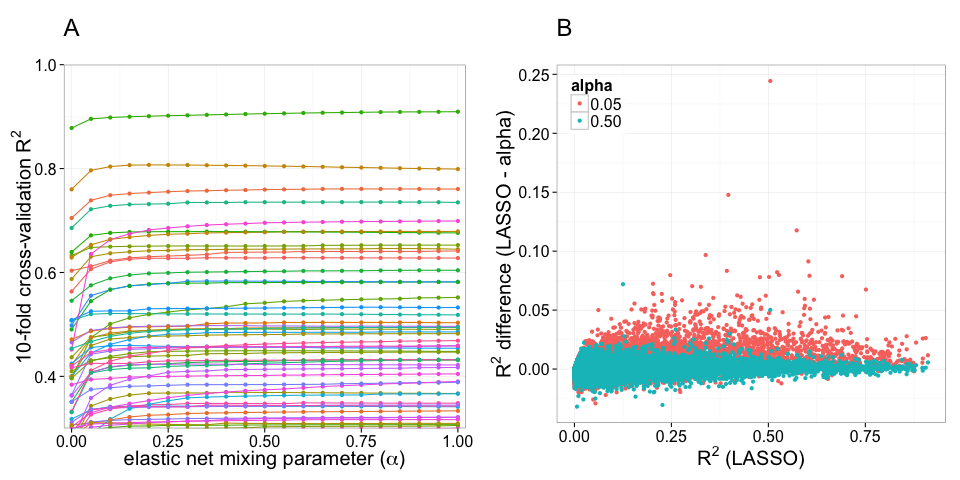 A
10-fold cross-validation R²
1.0
0.8
0.6
0.4
0.00 0.25 0.50 0.75 1.00
elastic net mixing parameter (α)
B
R² difference (LASSO - alpha)
0.25
0.20
0.15
0.10
0.05
0.00
alpha
0.05
0.50
0.00 0.25 0.50 0.75
R² (LASSO)